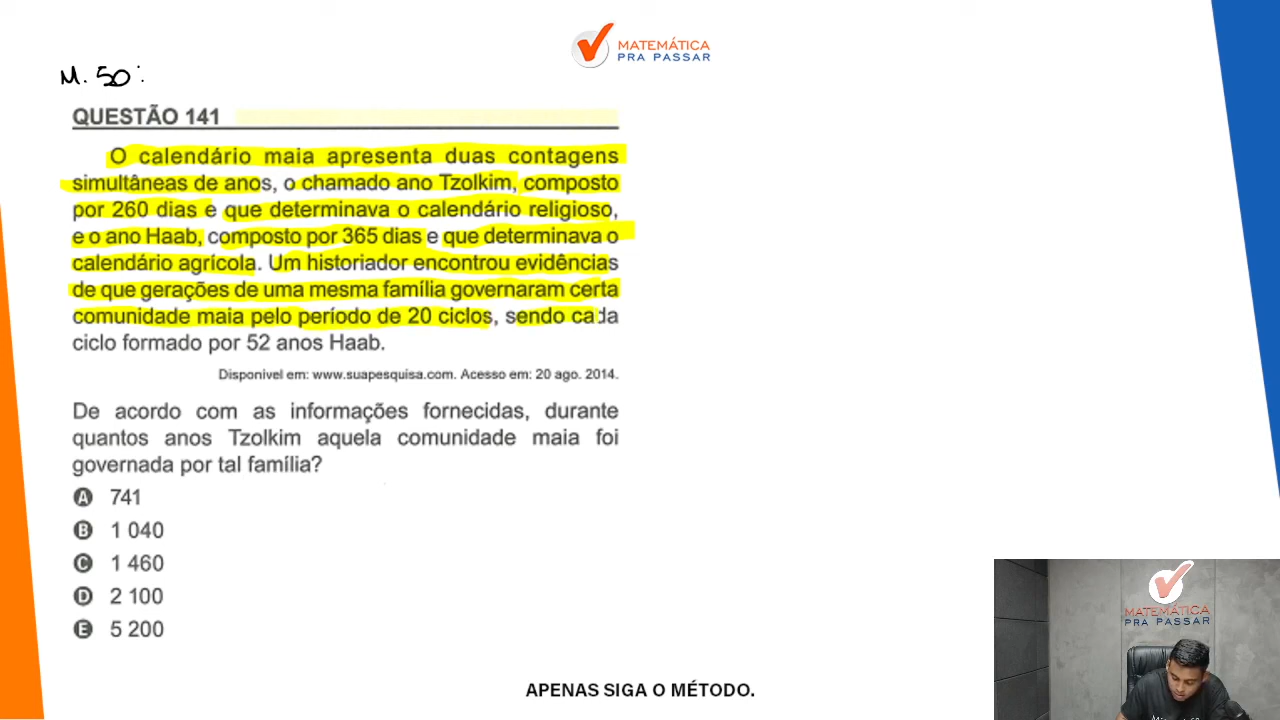 MATEMÁTICA
PRA PASSAR
M. 50:
QUESTÃO 141
O calendário maia apresenta duas contagens
simultâneas de anos, o chamado ano Tzolkim, composto
por 260 dias e que determinava o calendário religioso,
e o ano Haab, composto por 365 dias e que determinava o
calendário agrícola. Um historiador encontrou evidências
de que gerações de uma mesma família governaram certa
comunidade maia pelo período de 20 ciclos, sendo cada
ciclo formado por 52 anos Haab.
Disponivel em: www.suapesquisa.com. Acesso em: 20 ago. 2014.
De acordo com as informações fornecidas, durante
quantos anos Tzolkim aquela comunidade maia foi
governada por tal família?
A 741
B 1 040
C 1 460
D 2 100
E 5 200
MATEMÁTICA
PRA PASSAR
APENAS SIGA O MÉTODO.